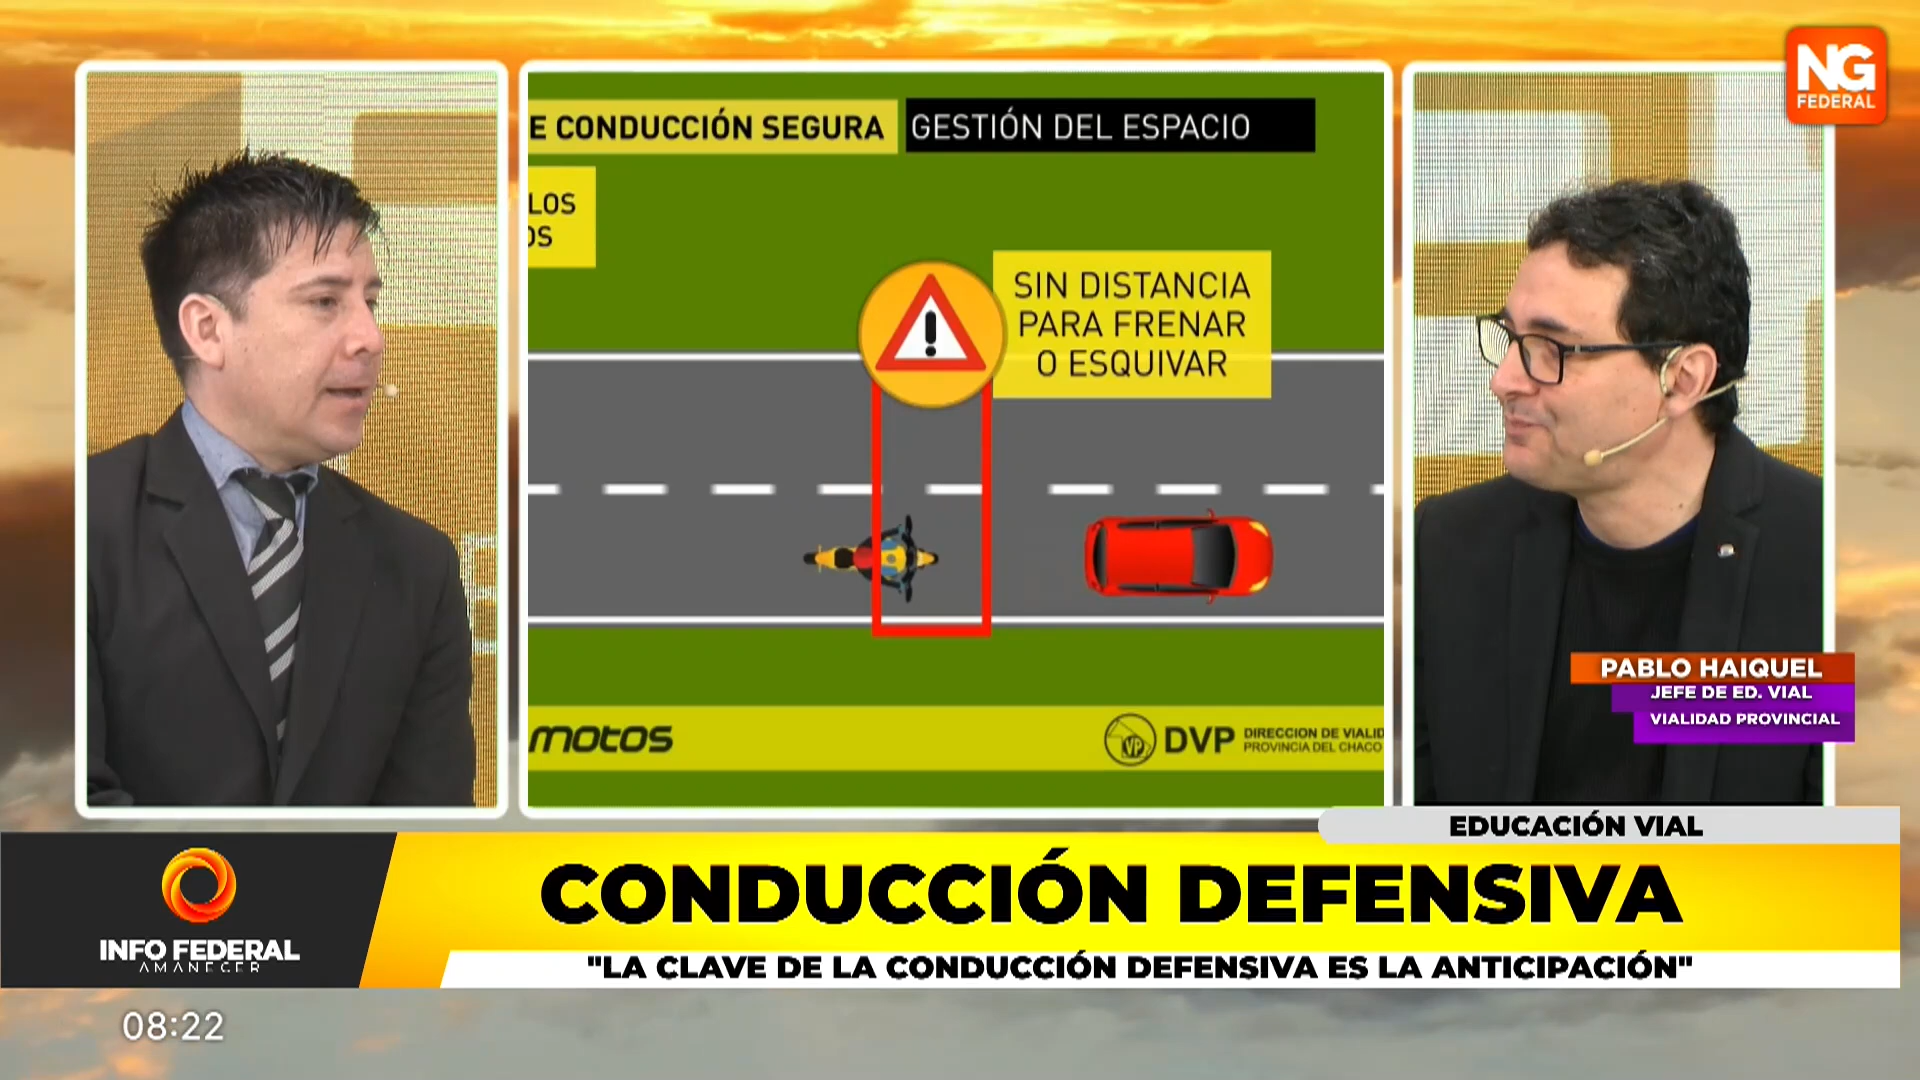 NG
FEDERAL
E CONDUCCIÓN SEGURA
GESTIÓN DEL ESPACIO
LOS
OS
SIN DISTANCIA
PARA FRENAR
O ESQUIVAR
motos
DVP
DIRECCION DE VIALID
PROVINCIA DEL CHACO
VP
PABLO HAIQUEL
JEFE DE ED. VIAL
VIALIDAD PROVINCIAL
EDUCACIÓN VIAL
CONDUCCIÓN DEFENSIVA
"LA CLAVE DE LA CONDUCCIÓN DEFENSIVA ES LA ANTICIPACIÓN"
INFO FEDERAL
AMANECER
08:22